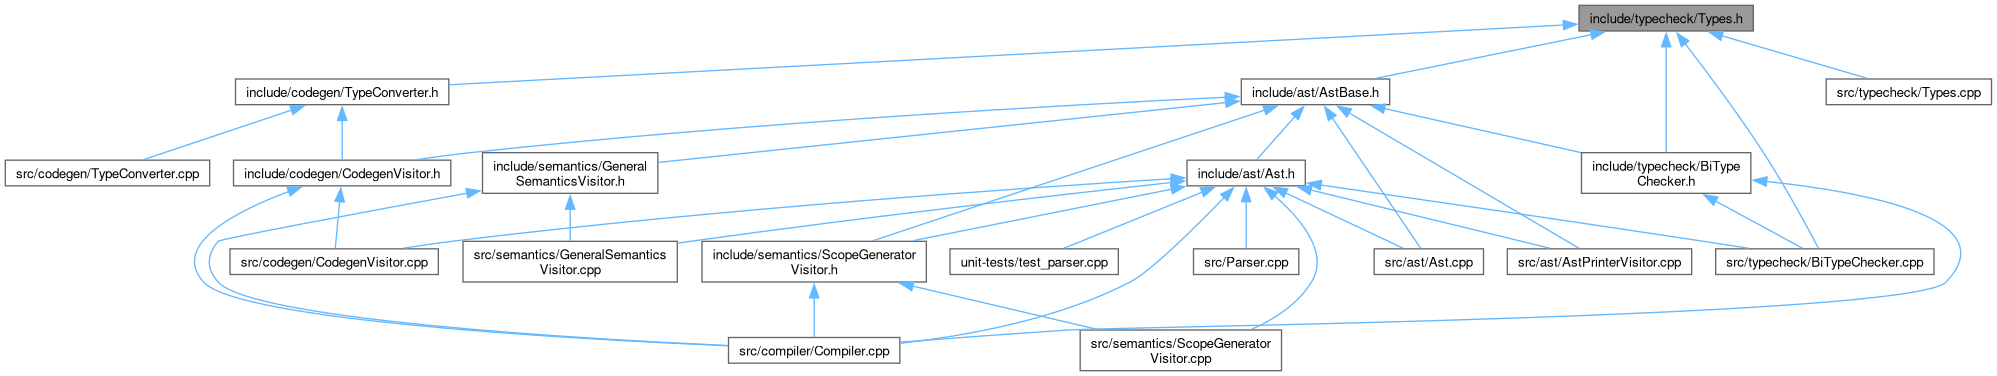 include/typecheck/Types.h
include/codegen/TypeConverter.h
include/ast/AstBase.h
src/typecheck/Types.cpp
src/codegen/TypeConverter.cpp
include/codegen/CodegenVisitor.h
include/semantics/General
SemanticsVisitor.h
include/ast/Ast.h
include/typecheck/BiType
Checker.h
src/codegen/CodegenVisitor.cpp
src/semantics/GeneralSemantics
Visitor.cpp
include/semantics/ScopeGenerator
Visitor.h
unit-tests/test_parser.cpp
src/Parser.cpp
src/ast/Ast.cpp
src/ast/AstPrinterVisitor.cpp
src/typecheck/BiTypeChecker.cpp
src/compiler/Compiler.cpp
src/semantics/ScopeGenerator
Visitor.cpp